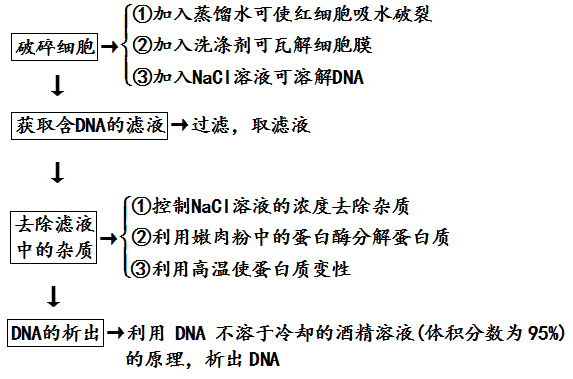 ①加入蒸馏水可使红细胞吸水破裂
破碎细胞→②加入洗涤剂可瓦解细胞膜
③加入NaCl溶液可溶解DNA
↓
获取含DNA的滤液→过滤，取滤液
↓
①控制NaCl溶液的浓度去除杂质
去除滤液
中的杂质→②利用嫩肉粉中的蛋白酶分解蛋白质
③利用高温使蛋白质变性
↓
DNA的析出→利用 DNA 不溶于冷却的酒精溶液(体积分数为95%)
的原理，析出DNA